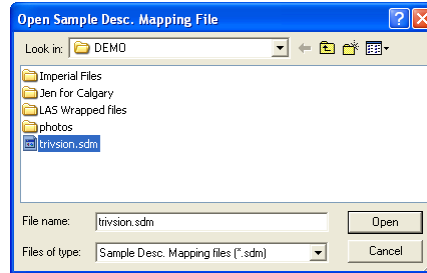 Open Sample Desc. Mapping File
Look in: DEMO
Imperial Files
Jen for Calgary
LAS Wrapped files
photos
trivsion.sdm
File name: trivsion.sdm Open
Files of type: Sample Desc. Mapping files (*.sdm) Cancel